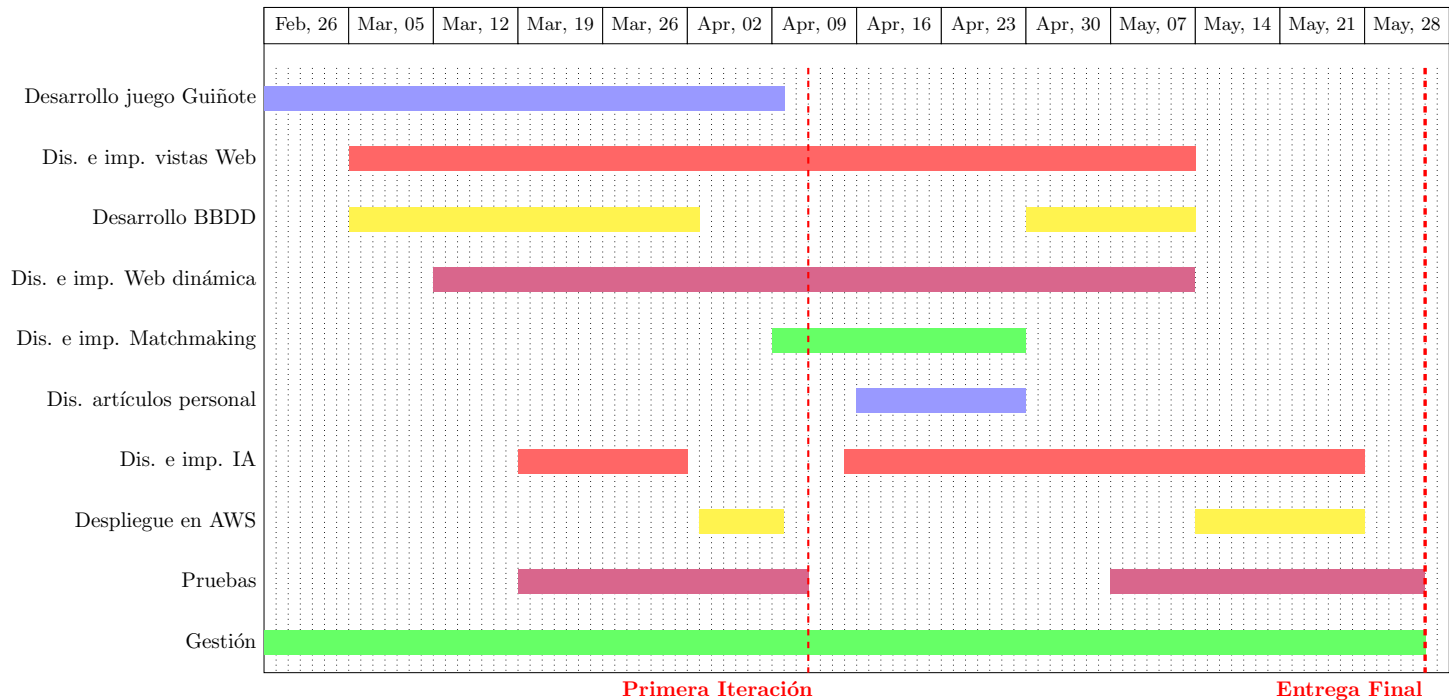 Feb, 26 Mar, 05 Mar, 12 Mar, 19 Mar, 26 Apr, 02 Apr, 09 Apr, 16 Apr, 23 Apr, 30 May, 07 May, 14 May, 21 May, 28
Desarrollo juego Guiñote
Dis. e imp. vistas Web
Desarrollo BBDD
Dis. e imp. Web dinámica
Dis. e imp. Matchmaking
Dis. artículos personal
Dis. e imp. IA
Despliegue en AWS
Pruebas
Gestión
Primera Iteración Entrega Final